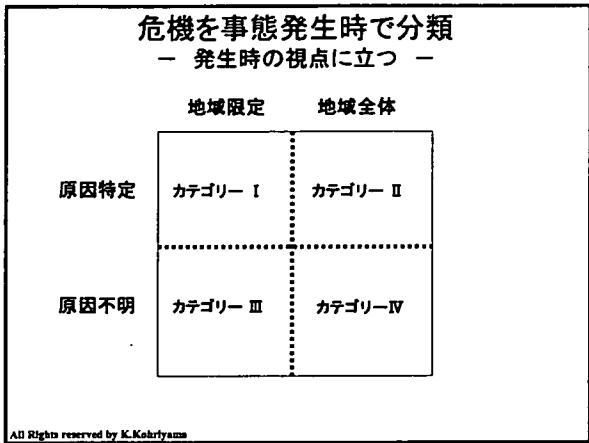 危機を事態発生時で分類
― 発生時の視点に立つ ―
地域限定 地域全体
原因特定 カテゴリー Ⅰ カテゴリー Ⅱ
原因不明 カテゴリー Ⅲ カテゴリーⅣ
All Rights reserved by K.Kohriyama